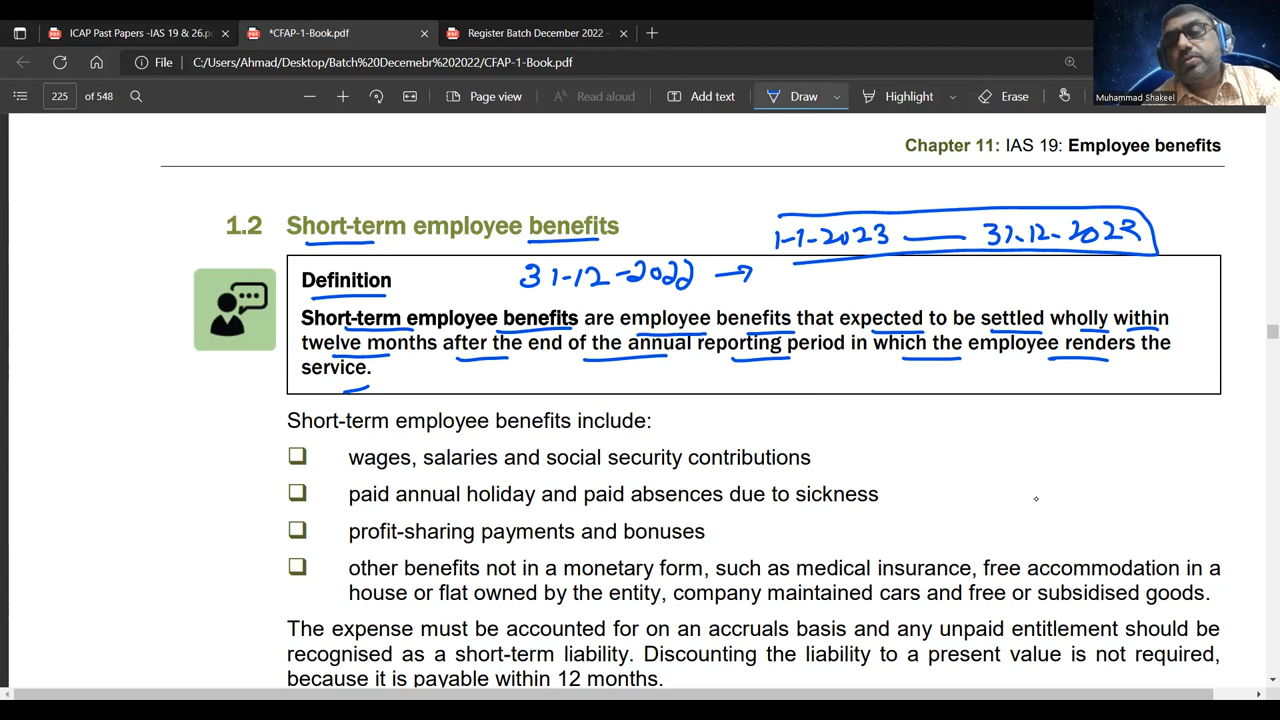 ICAP Past Papers -IAS 19 & 26.pdf
*CFAP-1-Book.pdf
Register Batch December 2022 -
File
C:/Users/Ahmad/Desktop/Batch%20Decemebr%202022/CFAP-1-Book.pdf
225 of 548
Page view
Read aloud
Add text
Draw
Highlight
Erase
Muhammad Shakeel
Chapter 11: IAS 19: Employee benefits
1.2 Short-term employee benefits
1-1-2023 — 31-12-2023
Definition
31-12-2022 →
Short-term employee benefits are employee benefits that expected to be settled wholly within
twelve months after the end of the annual reporting period in which the employee renders the
service.
Short-term employee benefits include:
❑ wages, salaries and social security contributions
❑ paid annual holiday and paid absences due to sickness
❑ profit-sharing payments and bonuses
❑ other benefits not in a monetary form, such as medical insurance, free accommodation in a
house or flat owned by the entity, company maintained cars and free or subsidised goods.
The expense must be accounted for on an accruals basis and any unpaid entitlement should be
recognised as a short-term liability. Discounting the liability to a present value is not required,
because it is payable within 12 months.